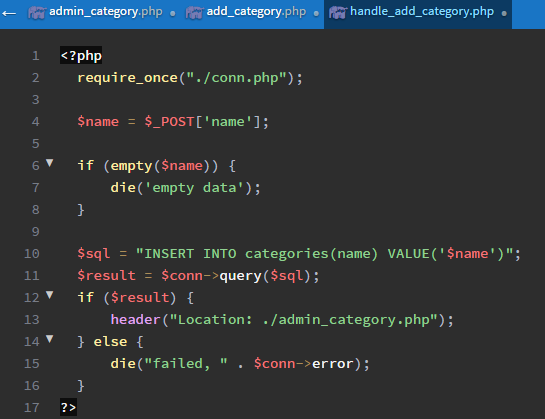 ← admin_category.php • add_category.php • handle_add_category.php •
1 <?php
2 require_once("./conn.php");
3
4 $name = $_POST['name'];
5
6 ▼ if (empty($name)) {
7 die('empty data');
8 }
9
10 $sql = "INSERT INTO categories(name) VALUE('$name')";
11 $result = $conn->query($sql);
12 ▼ if ($result) {
13 header("Location: ./admin_category.php");
14 ▼ } else {
15 die("failed, " . $conn->error);
16 }
17 ?>